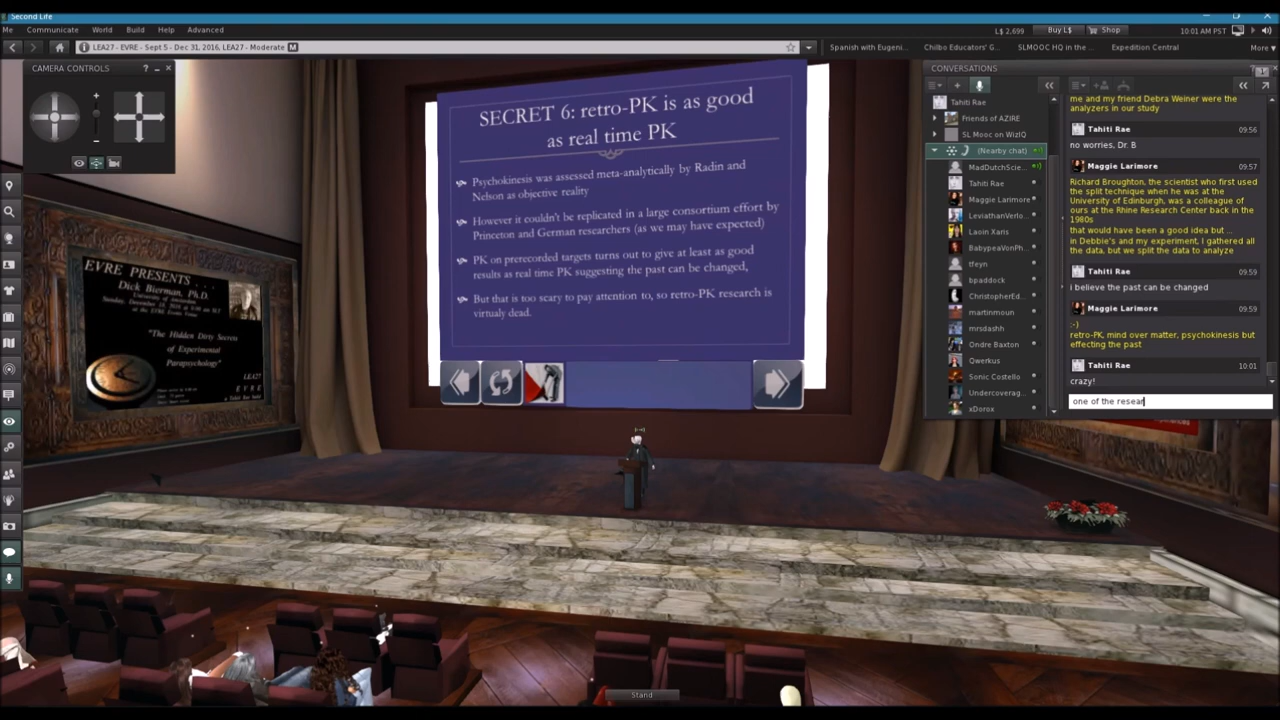 Second Life
Me Communicate World Build Help Advanced
L$ 2,699 Buy L$ Shop 10:01 AM PST
LEA27 - EVRE - Sept 5 - Dec 31, 2016, LEA27 - Moderate M
Spanish with Eugeni... Chilbo Educators' G... SLMOOC HQ in the ... Expedition Central More
CAMERA CONTROLS ? _ ×
EVRE PRESENTS . . .
Dick Bierman, Ph.D.
University of Amsterdam
"The Hidden Dirty Secrets
of Experimental
Parapsychology"
LEA27
E V R E
SECRET 6: retro-PK is as good
as real time PK
Psychokinesis was assessed meta-analytically by Radin and
Nelson as objective reality
However it couldn't be replicated in a large consortium effort by
Princeton and German researchers (as we may have expected)
PK on prerecorded targets turns out to give at least as good
results as real time PK suggesting the past can be changed,
But that is too scary to pay attention to, so retro-PK research is
virtualy dead.
CONVERSATIONS
Tahiti Rae
Friends of AZIRE
SL Mooc on WizIQ
(Nearby chat)
MadDutchScie...
Tahiti Rae
Maggie Larimore
LeviathanVerlo...
Laoin Xaris
BabypeaVonPh...
tfeyn
bpaddock
ChristopherEd...
martinmoun
mrsdashh
Ondre Baxton
Qwerkus
Sonic Costello
Undercoverag...
xDorox
me and my friend Debra Weiner were the
analyzers in our study
Tahiti Rae 09:56
no worries, Dr. B
Maggie Larimore 09:57
Richard Broughton, the scientist who first used
the split technique when he was at the
University of Edinburgh, was a colleague of
ours at the Rhine Research Center back in the
1980s
that would have been a good idea but ...
in Debbie's and my experiment, I gathered all
the data, but we split the data to analyze
Tahiti Rae 09:59
i believe the past can be changed
Maggie Larimore 09:59
:-)
retro-PK, mind over matter, psychokinesis but
effecting the past
Tahiti Rae 10:01
crazy!
one of the resear
Stand